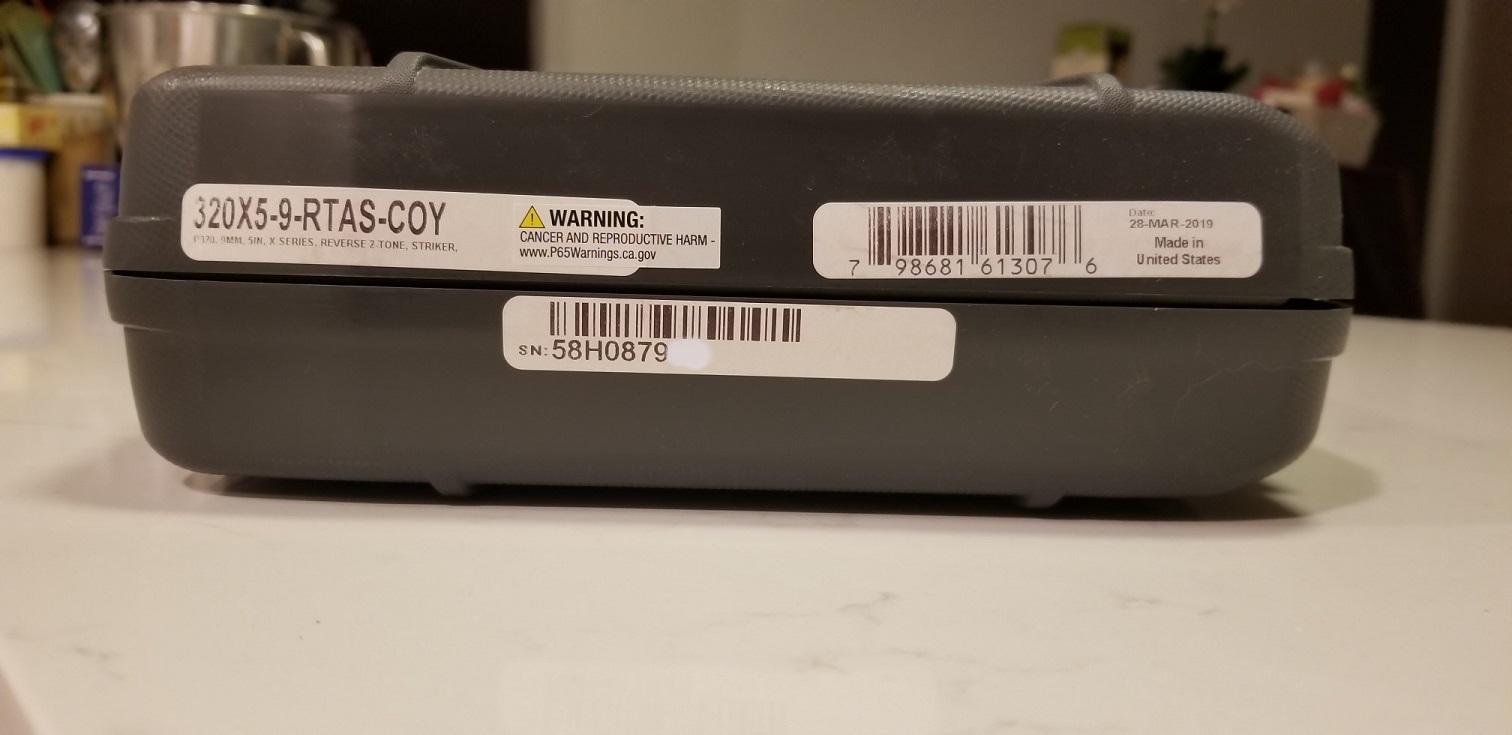 320X5-9-RTAS-COY
P320, 9MM, 5IN, X SERIES, REVERSE 2-TONE, STRIKER,
WARNING:
CANCER AND REPRODUCTIVE HARM -
www.P65Warnings.ca.gov
7 98681 61307 6
Date:
28-MAR-2019
Made in
United States
SN: 58H0879